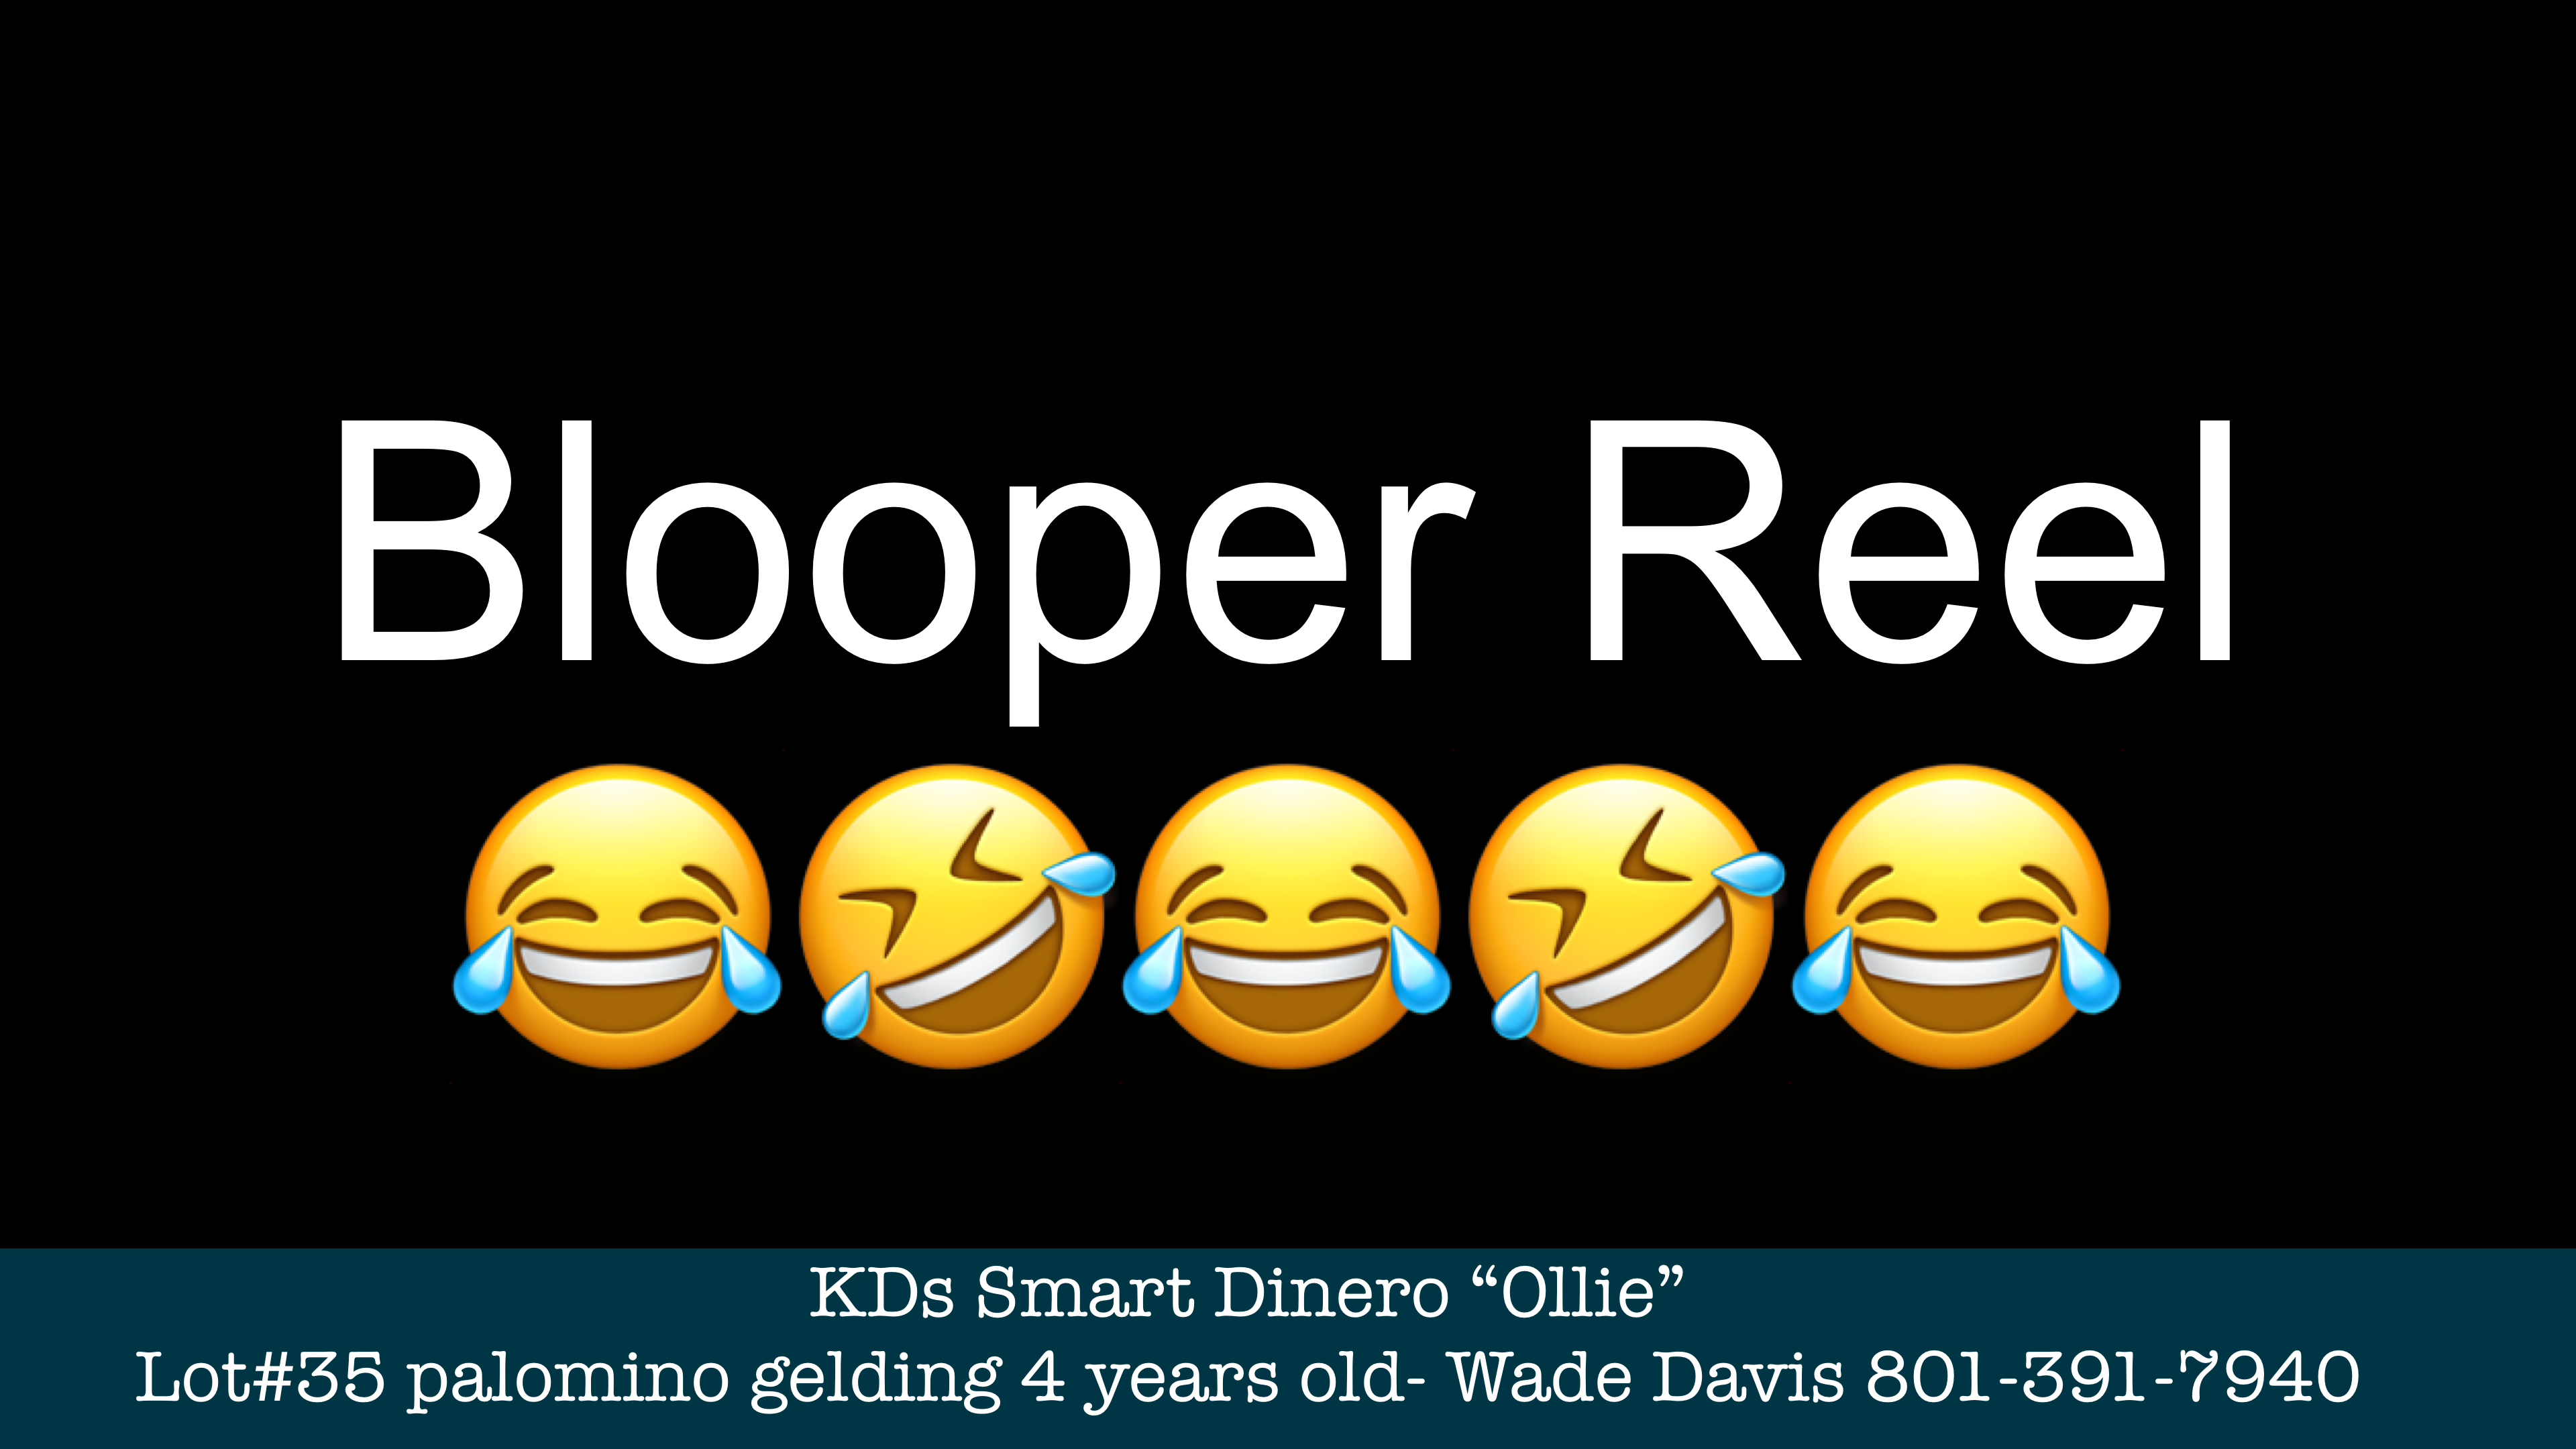 Blooper Reel
😂🤣😂🤣😂
KDs Smart Dinero “Ollie”
Lot#35 palomino gelding 4 years old- Wade Davis 801-391-7940